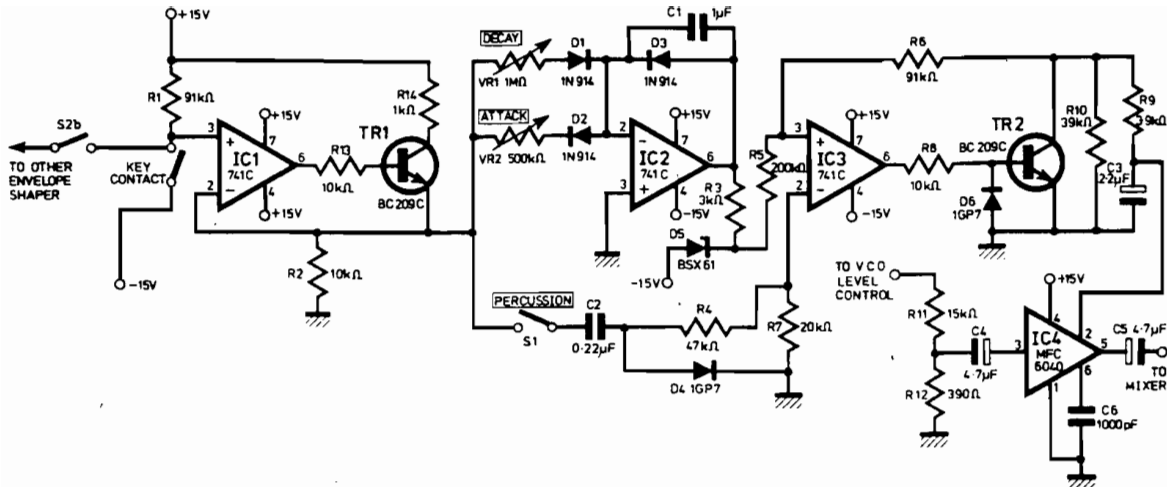 +15V
R1
91kΩ
S2b
TO OTHER
ENVELOPE
SHAPER
KEY
CONTACT
-15V
3
+
2
-
IC1
741C
7
+15V
4
+15V
6
R13
10kΩ
TR1
BC209C
R14
1kΩ
R2
10kΩ
DECAY
VR1 1MΩ
D1
1N914
ATTACK
VR2 500kΩ
D2
1N914
C1
1µF
D3
1N914
2
-
3
+
IC2
741C
7
+15V
4
-15V
6
R3
3kΩ
D5
BSX61
-15V
R5
200kΩ
PERCUSSION
S1
C2
0·22µF
R4
47kΩ
D4 1GP7
R7
20kΩ
R6
91kΩ
3
+
2
-
IC3
741C
7
+15V
4
-15V
6
R8
10kΩ
D6
1GP7
TR2
BC 209C
R10
39kΩ
R9
39kΩ
C3
2·2µF
TO VCO
LEVEL
CONTROL
R11
15kΩ
R12
390Ω
C4
4·7µF
+15V
4
3
IC4
MFC
6040
2
5
6
1
C5 4·7µF
TO
MIXER
C6
1000pF